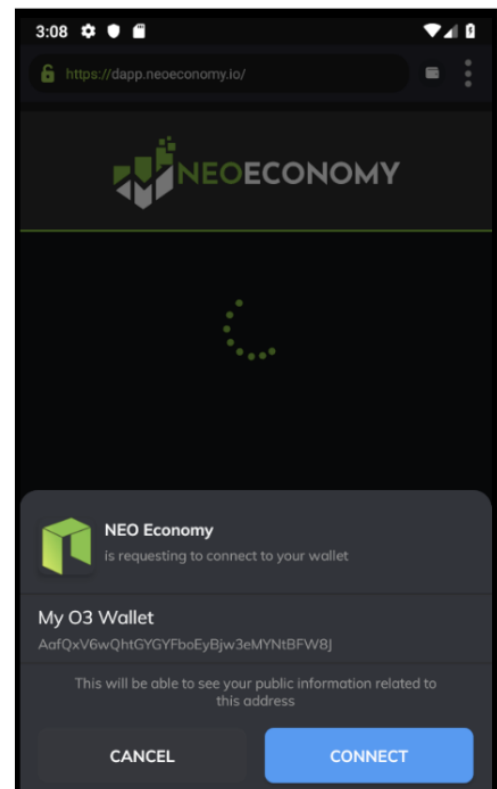 3:08
https://dapp.neoeconomy.io/
NEOECONOMY
NEO Economy
is requesting to connect to your wallet
My O3 Wallet
AafQxV6wQhtGYGYFboEyBjw3eMYNtBFW8J
This will be able to see your public information related to
this address
CANCEL
CONNECT